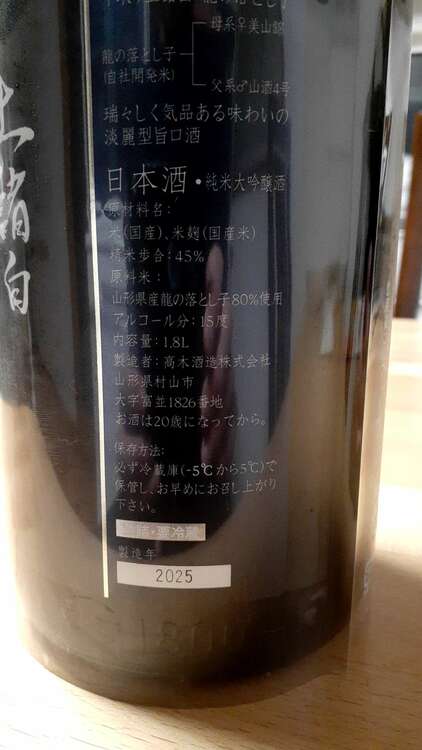 母系♀美山錦
龍の落とし子
(自社開発米)
父系♂山酒4号
瑞々しく気品ある味わいの
淡麗型旨口酒
日本酒・純米大吟醸酒
原材料名:
米(国産)、米麹(国産米)
精米歩合:45%
原料米:
山形県産龍の落とし子80%使用
アルコール分:15度
内容量:1.8L
製造者:高木酒造株式会社
山形県村山市
大字富並1826番地
お酒は20歳になってから。
保存方法:
必ず冷蔵庫(-5℃から5℃)で
保管し、お早めにお召し上がり
下さい。
要冷蔵
製造年
2025
上諸白